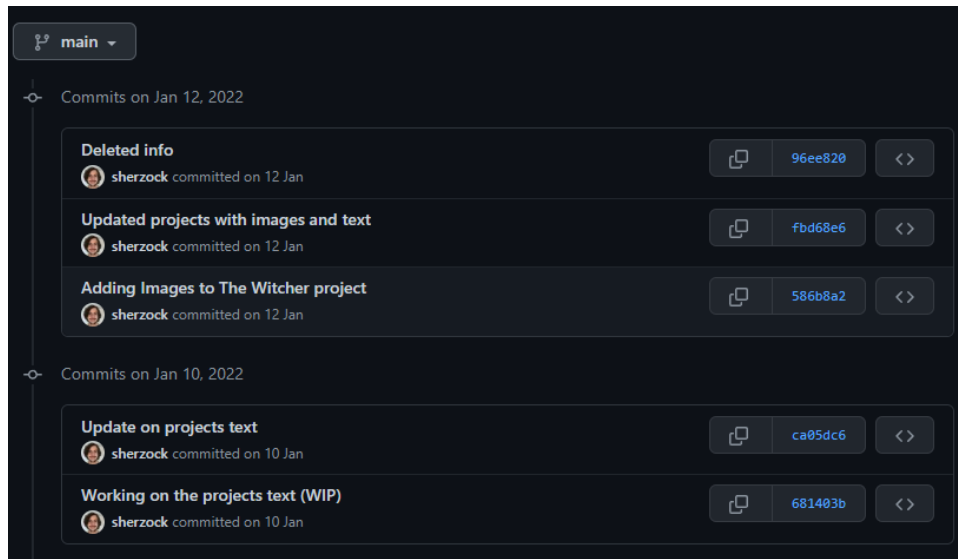 main
Commits on Jan 12, 2022
Deleted info
sherzock committed on 12 Jan
96ee820
Updated projects with images and text
sherzock committed on 12 Jan
fbd68e6
Adding Images to The Witcher project
sherzock committed on 12 Jan
586b8a2
Commits on Jan 10, 2022
Update on projects text
sherzock committed on 10 Jan
ca05dc6
Working on the projects text (WIP)
sherzock committed on 10 Jan
681403b